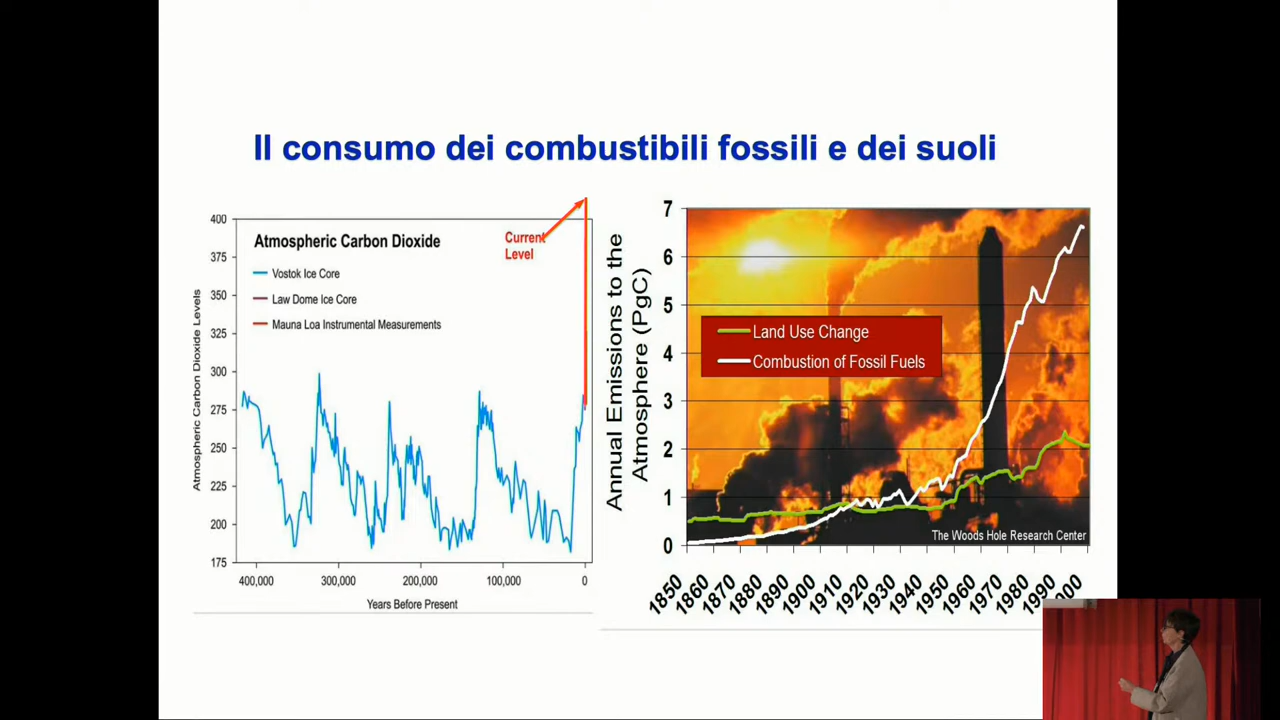 Il consumo dei combustibili fossili e dei suoli
Atmospheric Carbon Dioxide
Vostok Ice Core
Law Dome Ice Core
Mauna Loa Instrumental Measurements
Current
Level
Atmospheric Carbon Dioxide Levels
400
375
350
325
300
275
250
225
200
175
400,000
300,000
200,000
100,000
0
Years Before Present
Annual Emissions to the
Atmosphere (PgC)
7
6
5
4
3
2
1
0
Land Use Change
Combustion of Fossil Fuels
The Woods Hole Research Center
1850
1860
1870
1880
1890
1900
1910
1920
1930
1940
1950
1960
1970
1980
1990